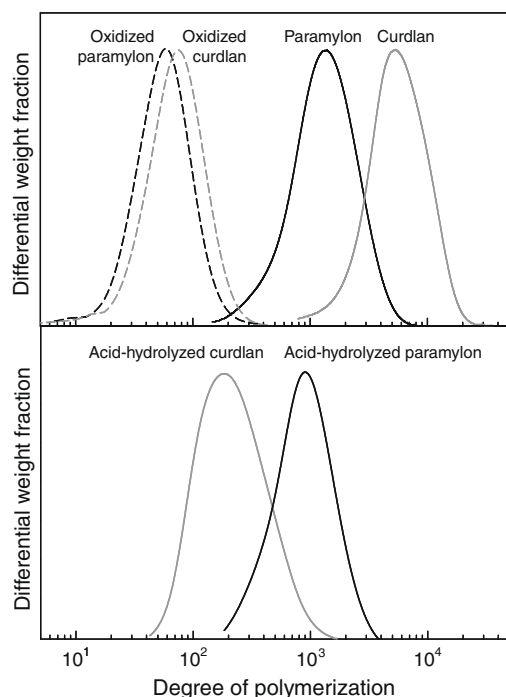 Differential weight fraction
Oxidized
paramylon
Oxidized
curdlan
Paramylon
Curdlan
Differential weight fraction
Acid-hydrolyzed curdlan
Acid-hydrolyzed paramylon
10¹
10²
10³
10⁴
Degree of polymerization